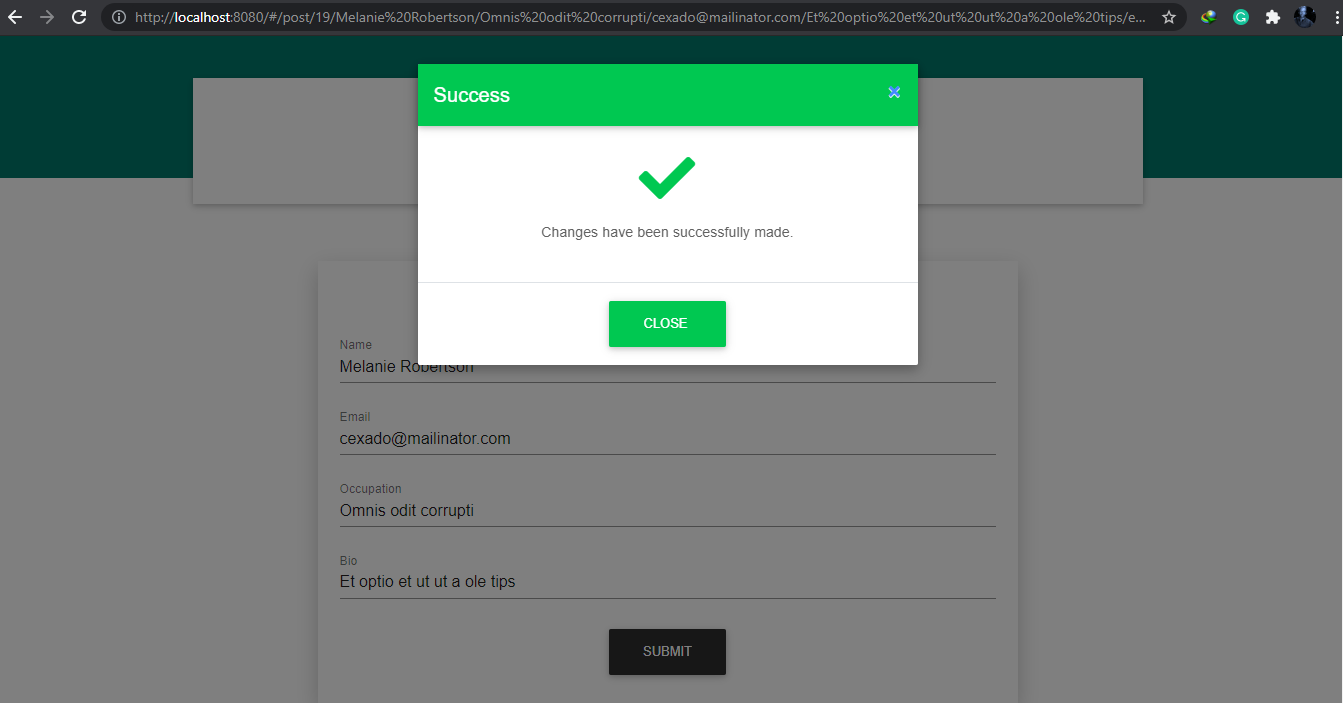 http://localhost:8080/#/post/19/Melanie%20Robertson/Omnis%20odit%20corrupti/cexado@mailinator.com/Et%20optio%20et%20ut%20ut%20a%20ole%20tips/e...
Success
Changes have been successfully made.
CLOSE
Name
Melanie Robertson
Email
cexado@mailinator.com
Occupation
Omnis odit corrupti
Bio
Et optio et ut ut a ole tips
SUBMIT